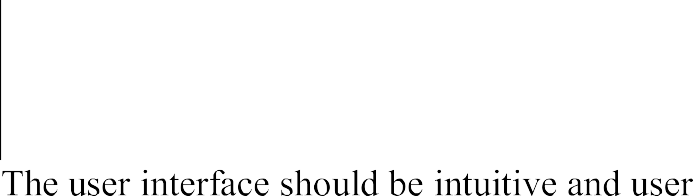 The user interface should be intuitive and user